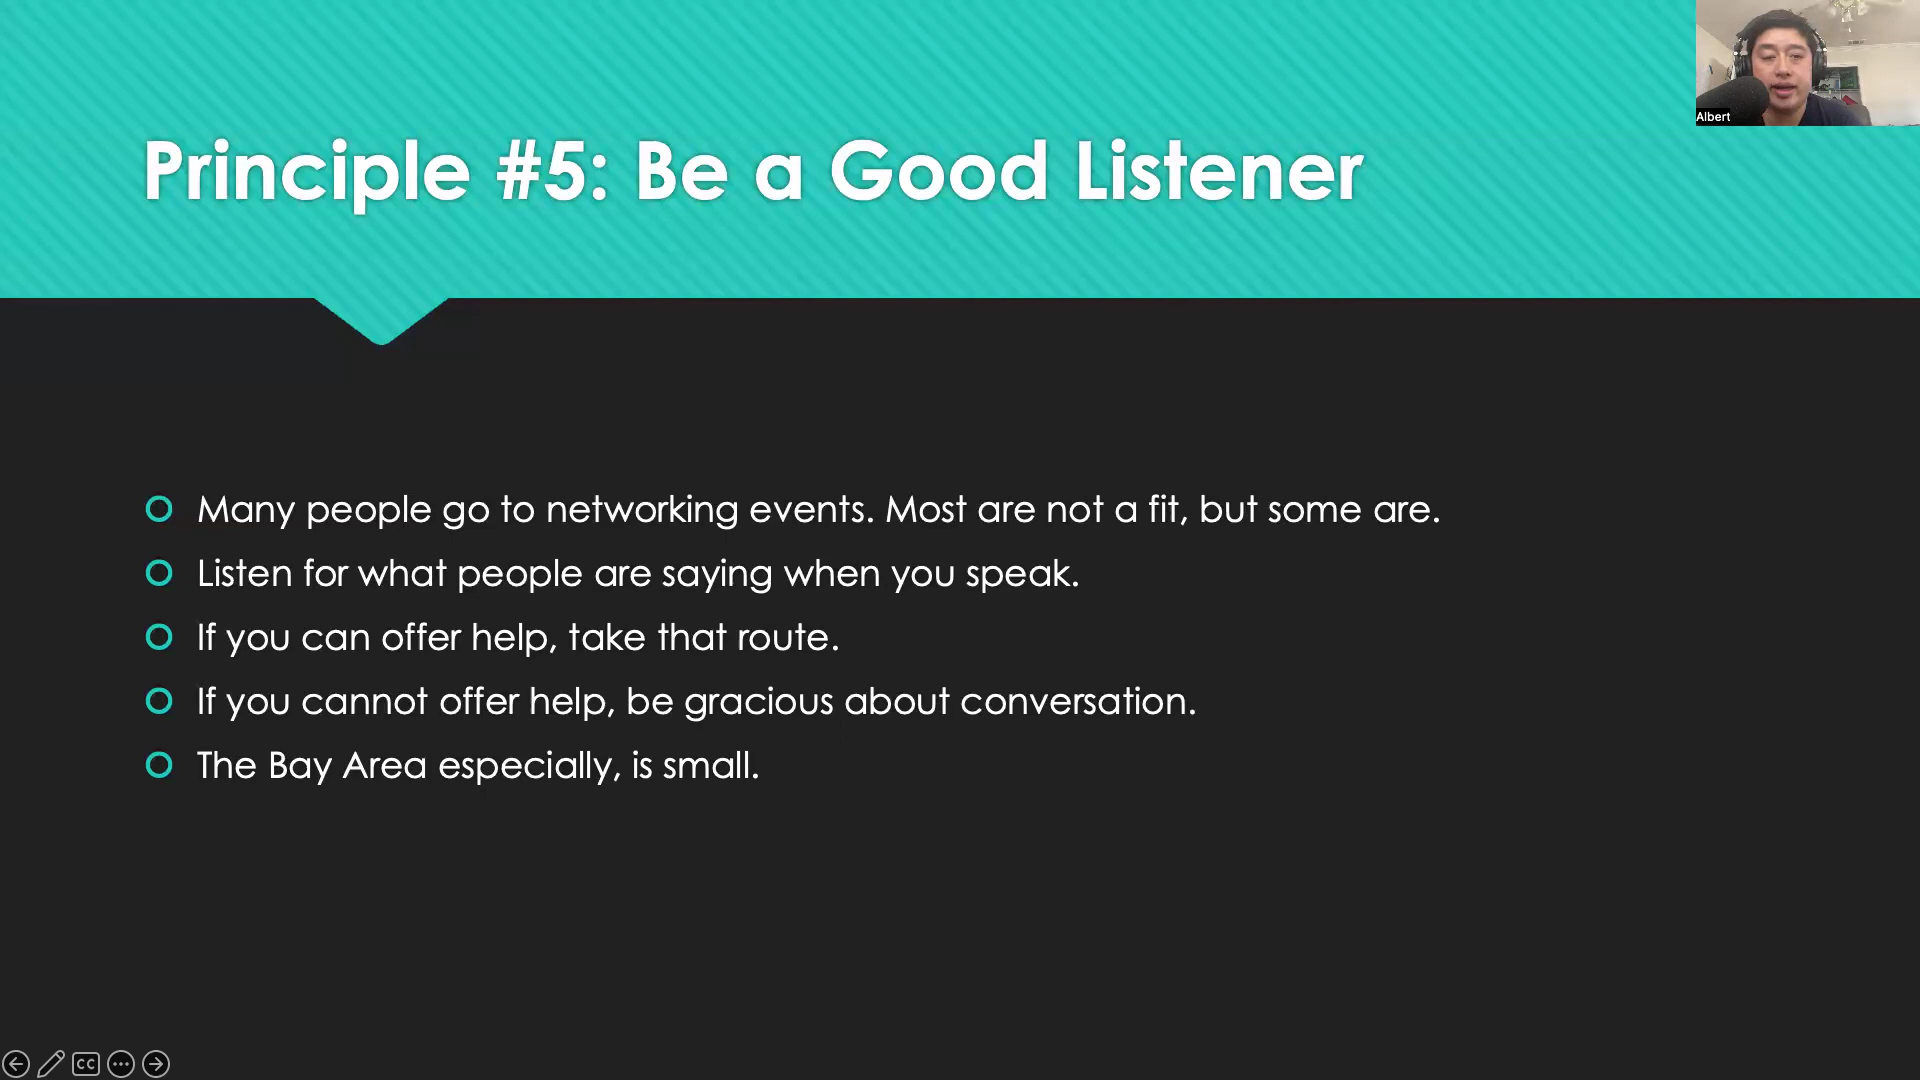 Albert
Principle #5: Be a Good Listener
Many people go to networking events. Most are not a fit, but some are.
Listen for what people are saying when you speak.
If you can offer help, take that route.
If you cannot offer help, be gracious about conversation.
The Bay Area especially, is small.
CC